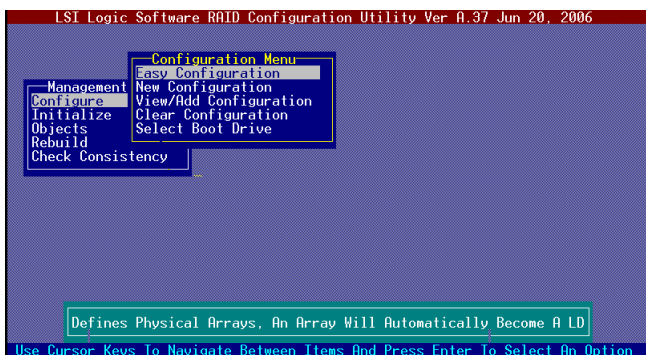 LSI Logic Software RAID Configuration Utility Ver A.37 Jun 20, 2006
Configuration Menu
Easy Configuration
New Configuration
View/Add Configuration
Clear Configuration
Select Boot Drive
Management
Configure
Initialize
Objects
Rebuild
Check Consistency
Defines Physical Arrays, An Array Will Automatically Become A LD
Use Cursor Keys To Navigate Between Items And Press Enter To Select An Option